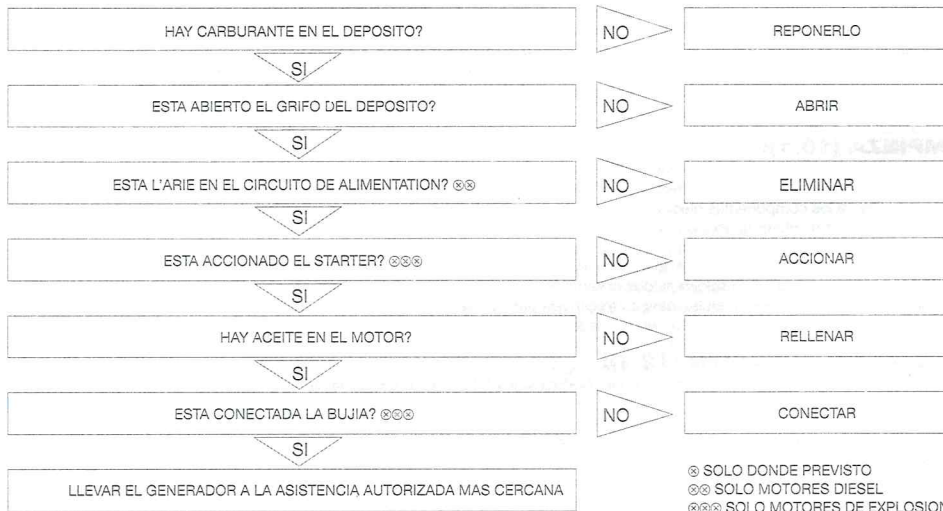 HAY CARBURANTE EN EL DEPOSITO?
NO
REPONERLO
SI
ESTA ABIERTO EL GRIFO DEL DEPOSITO?
NO
ABRIR
SI
ESTA L'ARIE EN EL CIRCUITO DE ALIMENTATION? ⊗⊗
NO
ELIMINAR
SI
ESTA ACCIONADO EL STARTER? ⊗⊗⊗
NO
ACCIONAR
SI
HAY ACEITE EN EL MOTOR?
NO
RELLENAR
SI
ESTA CONECTADA LA BUJIA? ⊗⊗⊗
NO
CONECTAR
SI
LLEVAR EL GENERADOR A LA ASISTENCIA AUTORIZADA MAS CERCANA
⊗ SOLO DONDE PREVISTO
⊗⊗ SOLO MOTORES DIESEL
⊗⊗⊗ SOLO MOTORES DE EXPLOSION